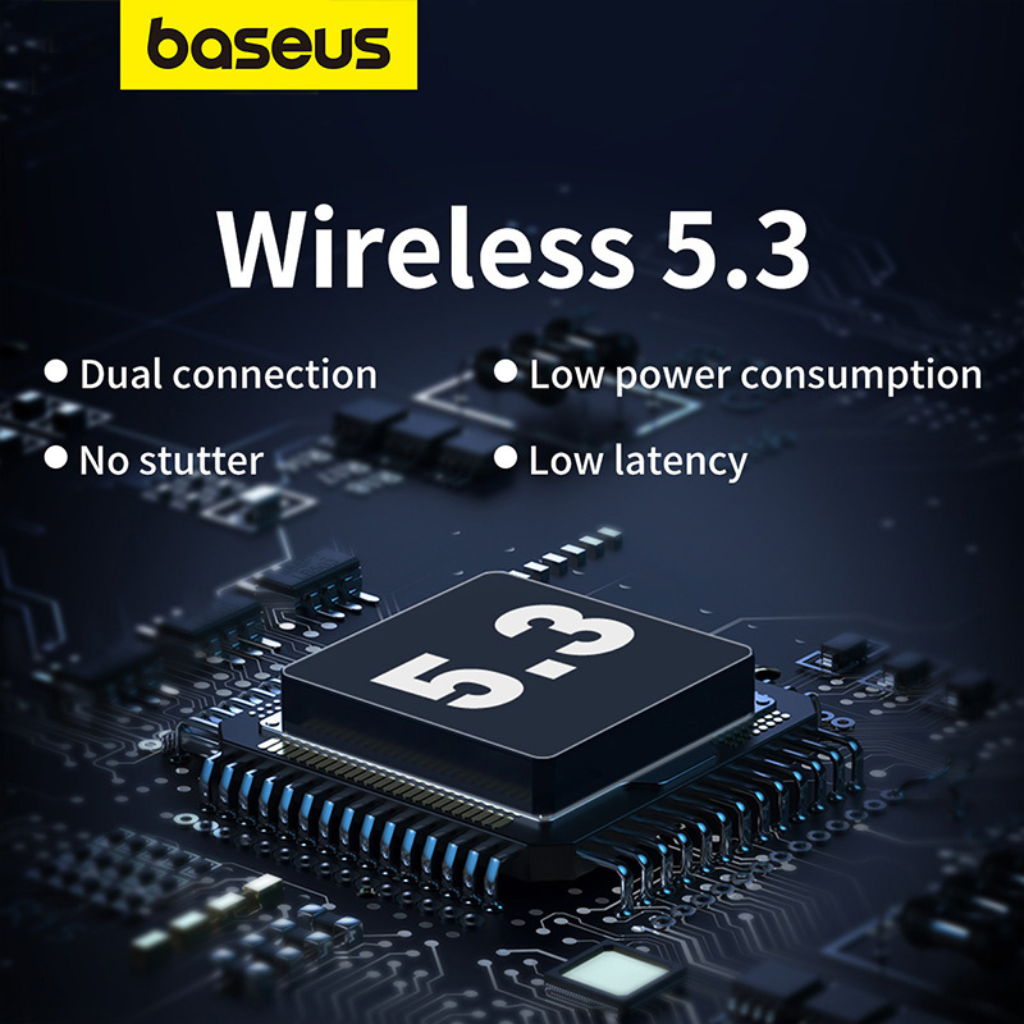 baseus
Wireless 5.3
● Dual connection
● Low power consumption
● No stutter
● Low latency
5.3